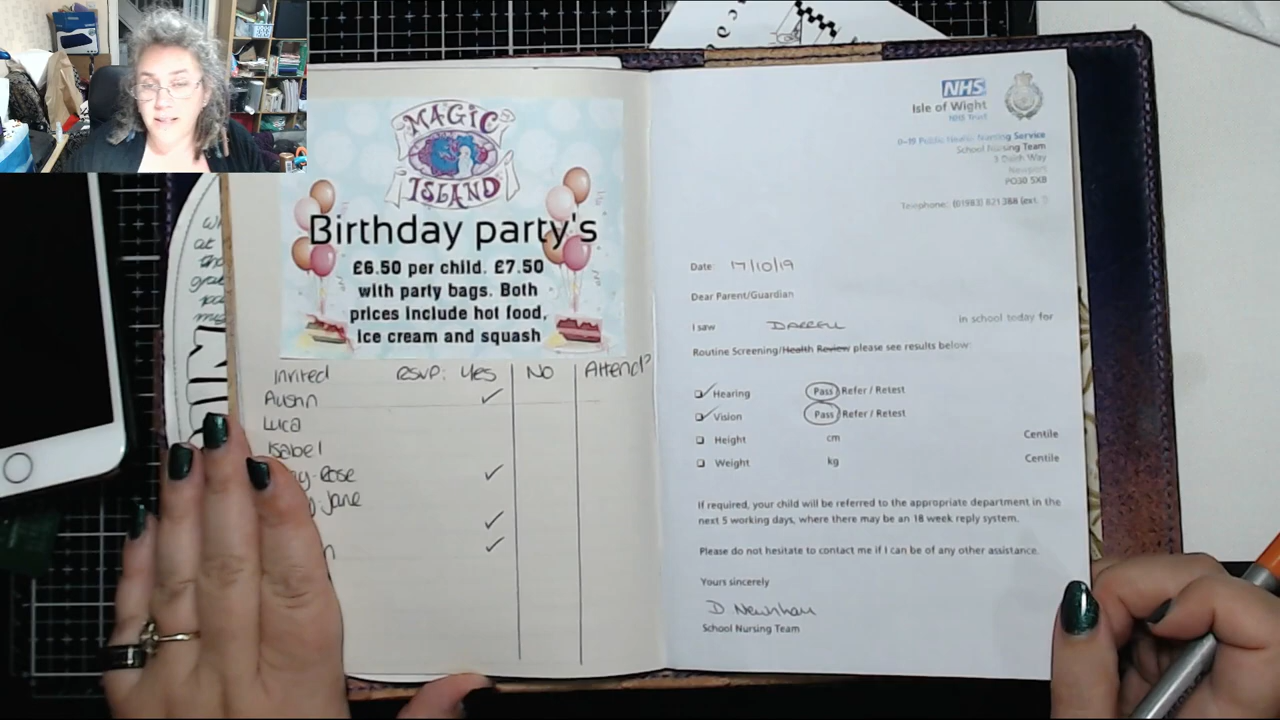 MAGIC
ISLAND
Birthday party's
£6.50 per child. £7.50
with party bags. Both
prices include hot food,
Ice cream and squash
Invited RSVP: Yes No Attend?
Austin
Luca
Isabel
y-Rose
-Jane
n
NHS
Isle of Wight
NHS Trust
0-19 Public Health Nursing Service
School Nursing Team
3 Way
Newport
PO30 5XB
Telephone: (01983) 821388 (ext.
Date: 17/10/19
Dear Parent/Guardian
I saw DARRELL in school today for
Routine Screening/Health Review please see results below:
Hearing Pass/ Refer / Retest
Vision Pass/ Refer / Retest
Height cm Centile
Weight kg Centile
If required, your child will be referred to the appropriate department in the
next 5 working days, where there may be an 18 week reply system.
Please do not hesitate to contact me if I can be of any other assistance.
Yours sincerely
D Newnham
School Nursing Team